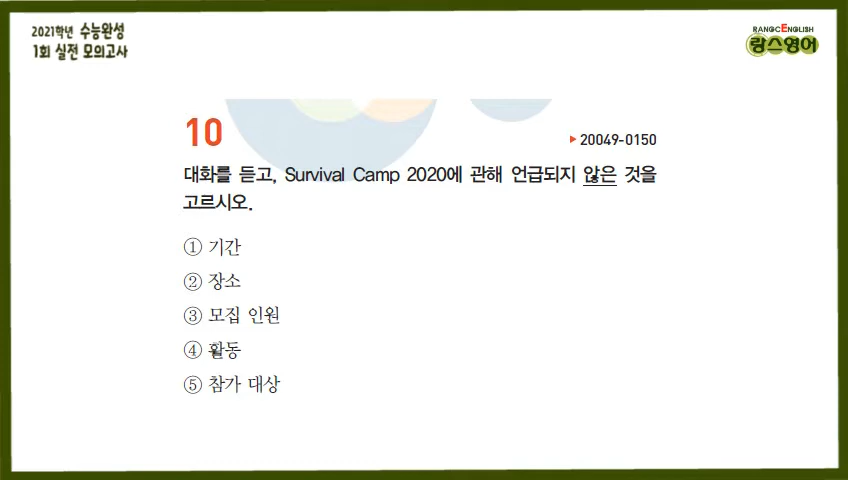 2021학년 수능완성
1회 실전 모의고사
RANGCENGLISH
랑스영어
10
▶ 20049-0150
대화를 듣고, Survival Camp 2020에 관해 언급되지 않은 것을
고르시오.
① 기간
② 장소
③ 모집 인원
④ 활동
⑤ 참가 대상